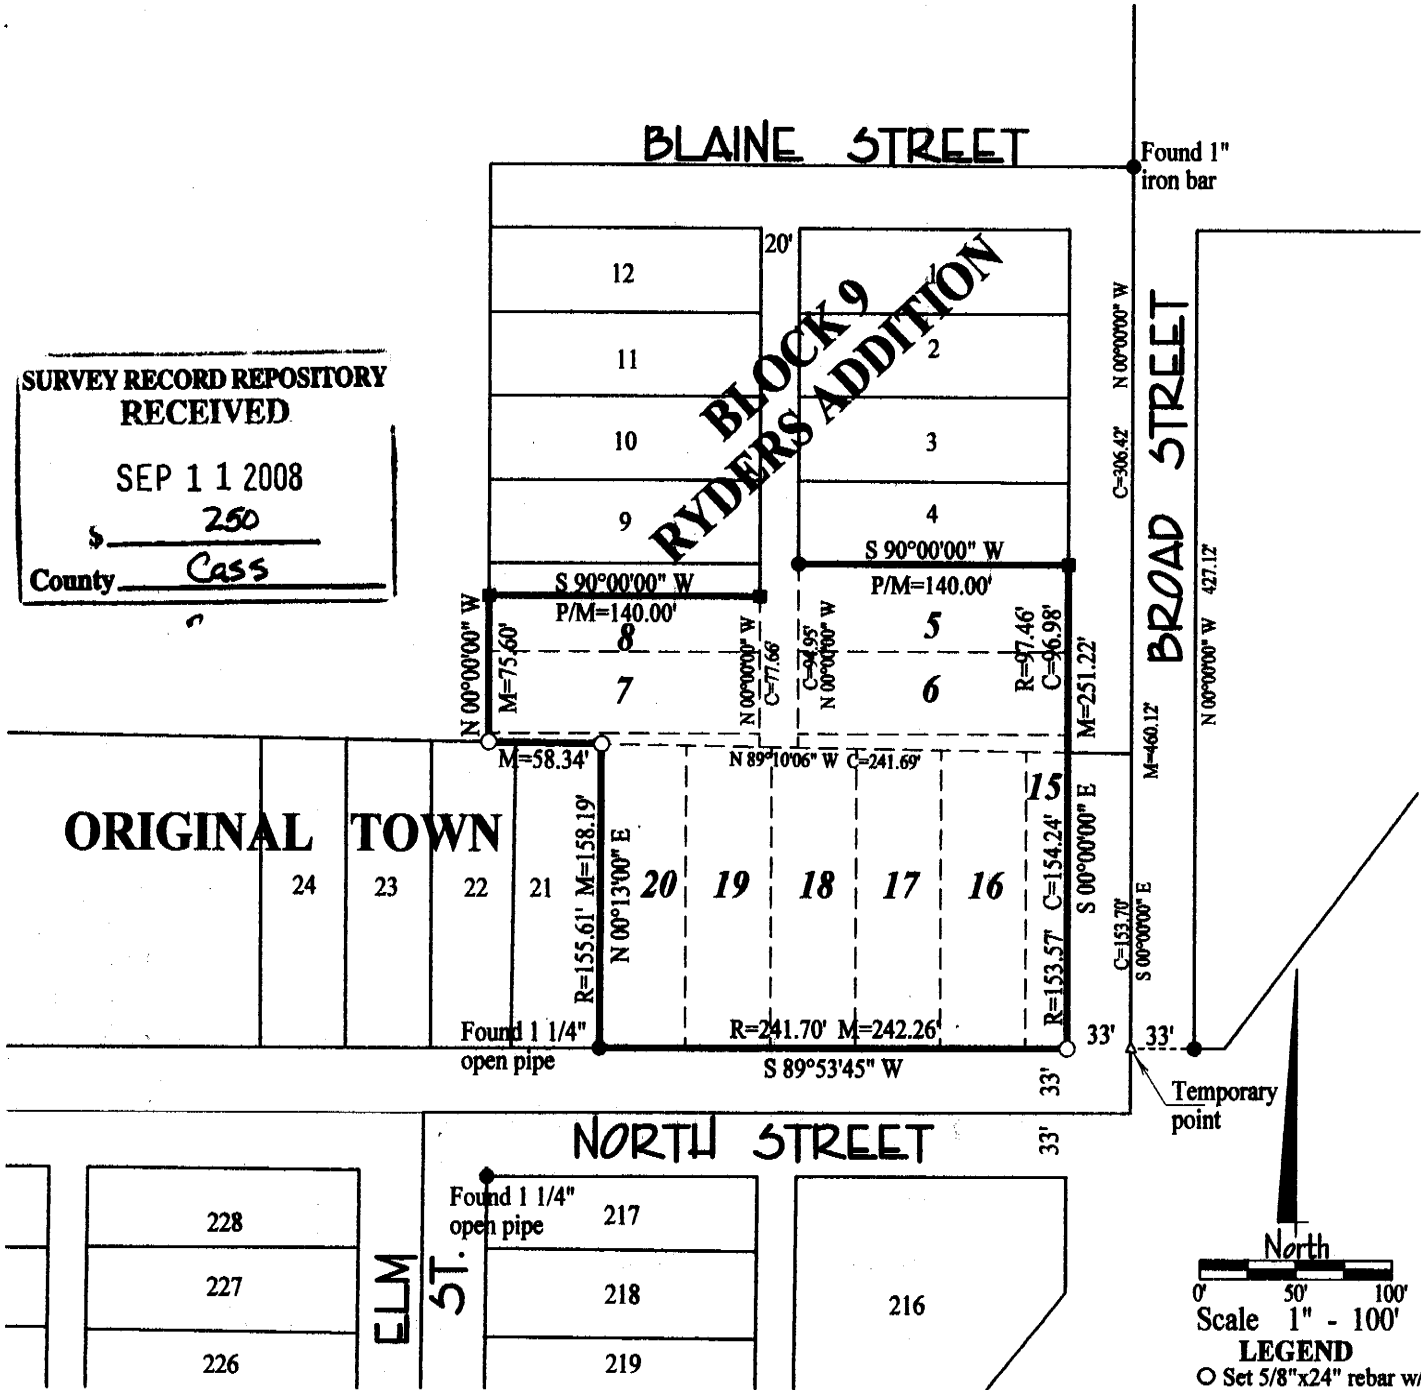 BLAINE STREET
Found 1"
iron bar
20'
12
11
10
9
1
2
3
4
BLOCK 9
RYDERS ADDITION
N 00°00'00" W
C=306.42'
BROAD STREET
N 00°00'00" W 427.12'
SURVEY RECORD REPOSITORY
RECEIVED
SEP 1 1 2008
$ 250
County Cass
S 90°00'00" W
P/M=140.00'
S 90°00'00" W
P/M=140.00'
8
7
5
6
N 00°00'00" W
M=75.60'
N 00°00'00" W
C=77.66'
C=94.95'
N 00°00'00" W
R=97.46'
C=96.98'
M=251.22'
M=460.12'
M=58.34'
N 89°10'06" W C=241.69'
ORIGINAL TOWN
24
23
22
21
20
19
18
17
16
15
R=155.61' M=158.19'
N 00°13'00" E
R=153.57' C=154.24'
S 00°00'00" E
C=153.70'
S 00°00'00" E
R=241.70' M=242.26'
S 89°53'45" W
Found 1 1/4"
open pipe
33'
33'
33'
33'
Temporary
point
NORTH STREET
Found 1 1/4"
open pipe
228
227
226
ELM
ST.
217
218
219
216
North
0' 50' 100'
Scale 1" - 100'
LEGEND
Set 5/8"x24" rebar w/